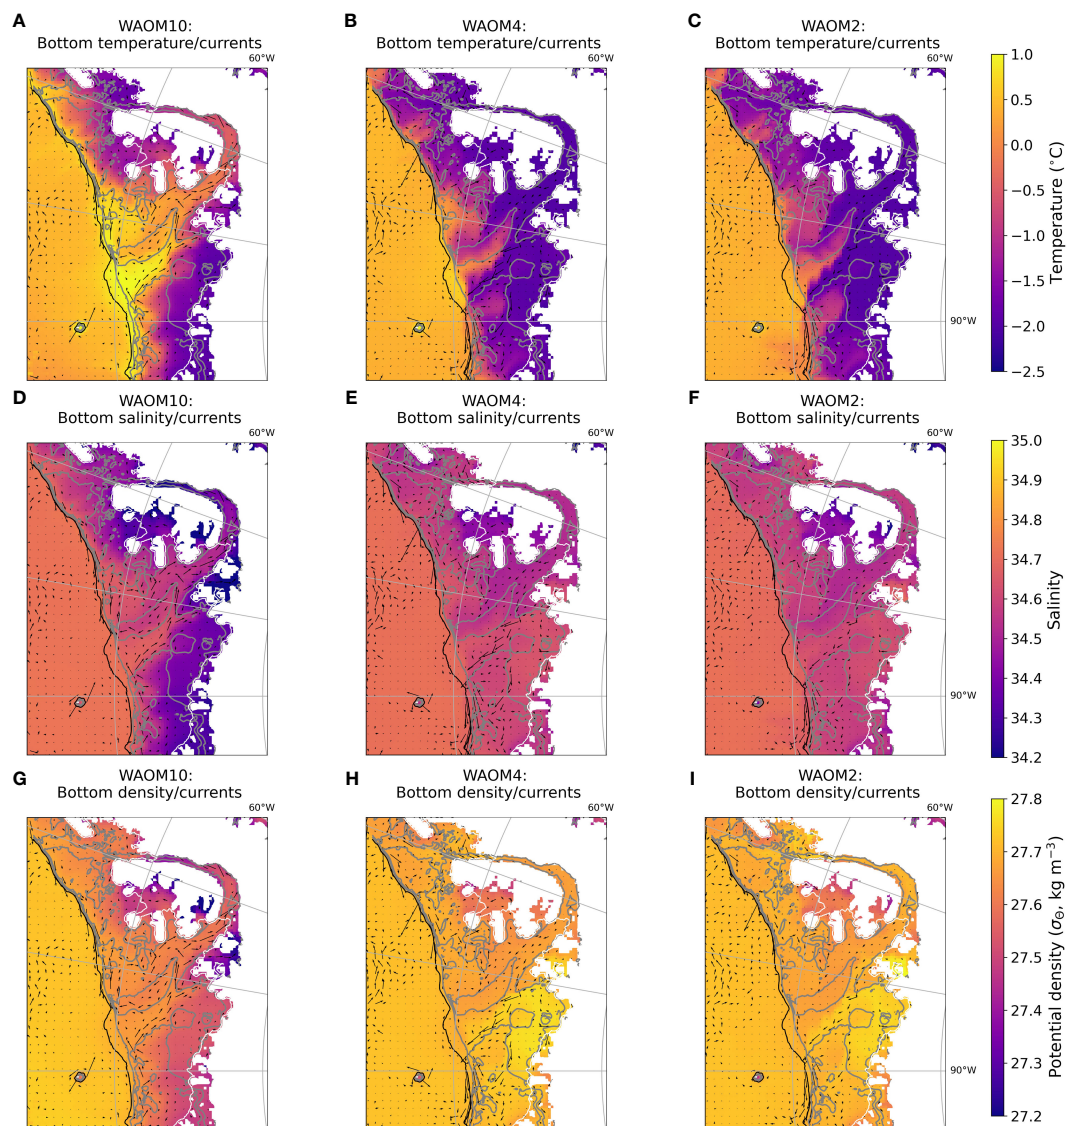 A
WAOM10:
Bottom temperature/currents
60°W
B
WAOM4:
Bottom temperature/currents
60°W
C
WAOM2:
Bottom temperature/currents
60°W
90°W
1.0
0.5
0.0
−0.5
−1.0
−1.5
−2.0
−2.5
Temperature (°C)
D
WAOM10:
Bottom salinity/currents
60°W
E
WAOM4:
Bottom salinity/currents
60°W
F
WAOM2:
Bottom salinity/currents
60°W
90°W
35.0
34.9
34.8
34.7
34.6
34.5
34.4
34.3
34.2
Salinity
G
WAOM10:
Bottom density/currents
60°W
H
WAOM4:
Bottom density/currents
60°W
I
WAOM2:
Bottom density/currents
60°W
90°W
27.8
27.7
27.6
27.5
27.4
27.3
27.2
Potential density (σ_Θ, kg m⁻³)